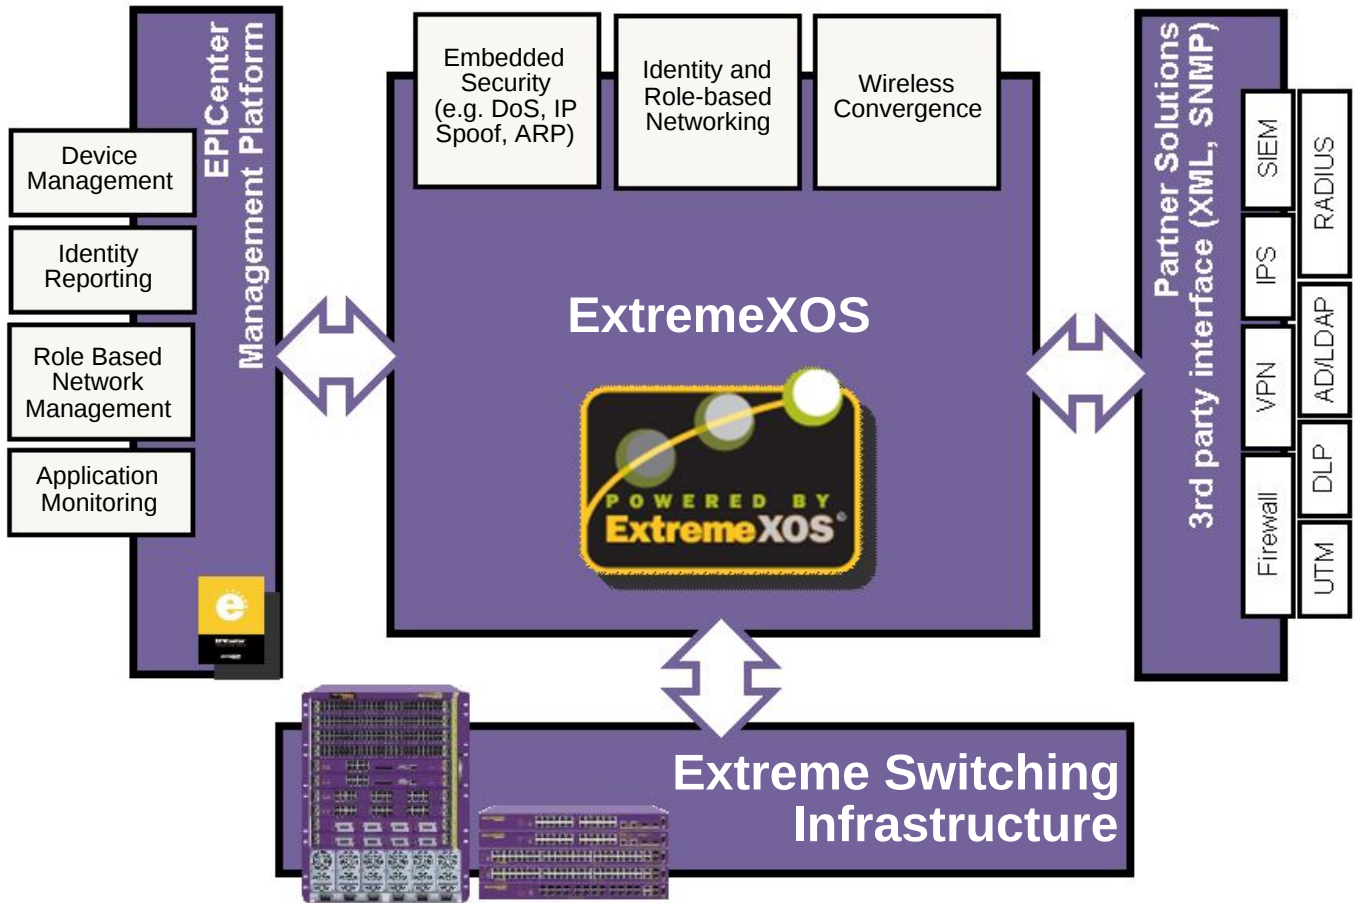 EPICenter
Management Platform
Device
Management
Identity
Reporting
Role Based
Network
Management
Application
Monitoring
e
Embedded
Security
(e.g. DoS, IP
Spoof, ARP)
Identity and
Role-based
Networking
Wireless
Convergence
ExtremeXOS
POWERED BY
ExtremeXOS®
Partner Solutions
3rd party interface (XML, SNMP)
SIEM
IPS
VPN
Firewall
RADIUS
AD/LDAP
DLP
UTM
Extreme Switching
Infrastructure